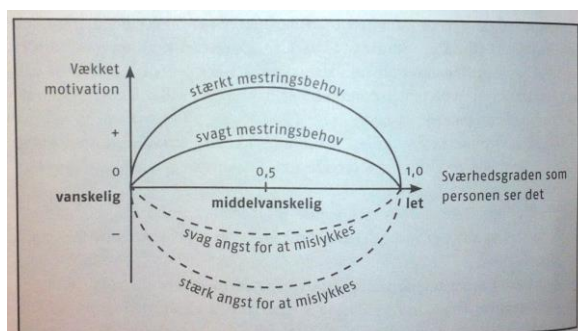 Vækket
motivation
stærkt mestringsbehov
+
svagt mestringsbehov
0
0,5
1,0
Sværhedsgraden som
personen ser det
vanskelig
middelvanskelig
let
–
svag angst for at mislykkes
stærk angst for at mislykkes